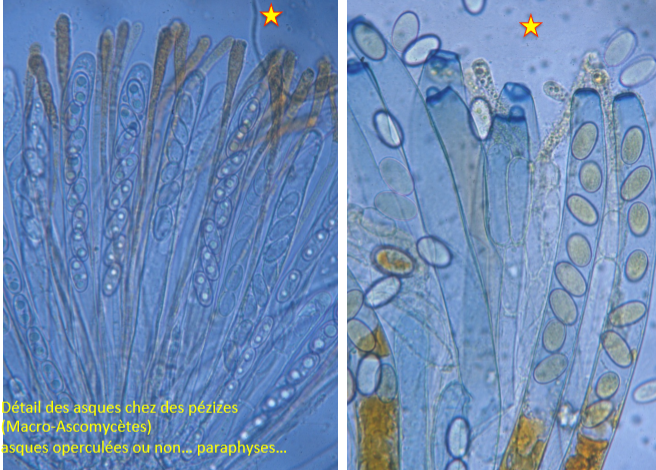 Détail des asques chez des pézizes
(Macro-Ascomycètes)
asques operculées ou non... paraphyses...